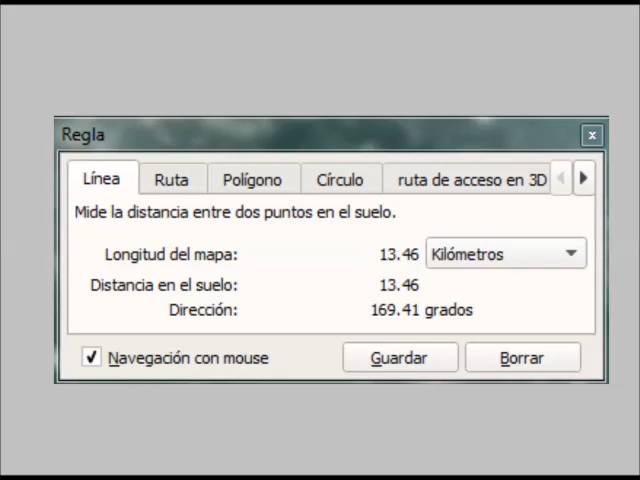 Regla
Línea Ruta Polígono Círculo ruta de acceso en 3D
Mide la distancia entre dos puntos en el suelo.
Longitud del mapa: 13.46 Kilómetros
Distancia en el suelo: 13.46
Dirección: 169.41 grados
Navegación con mouse Guardar Borrar